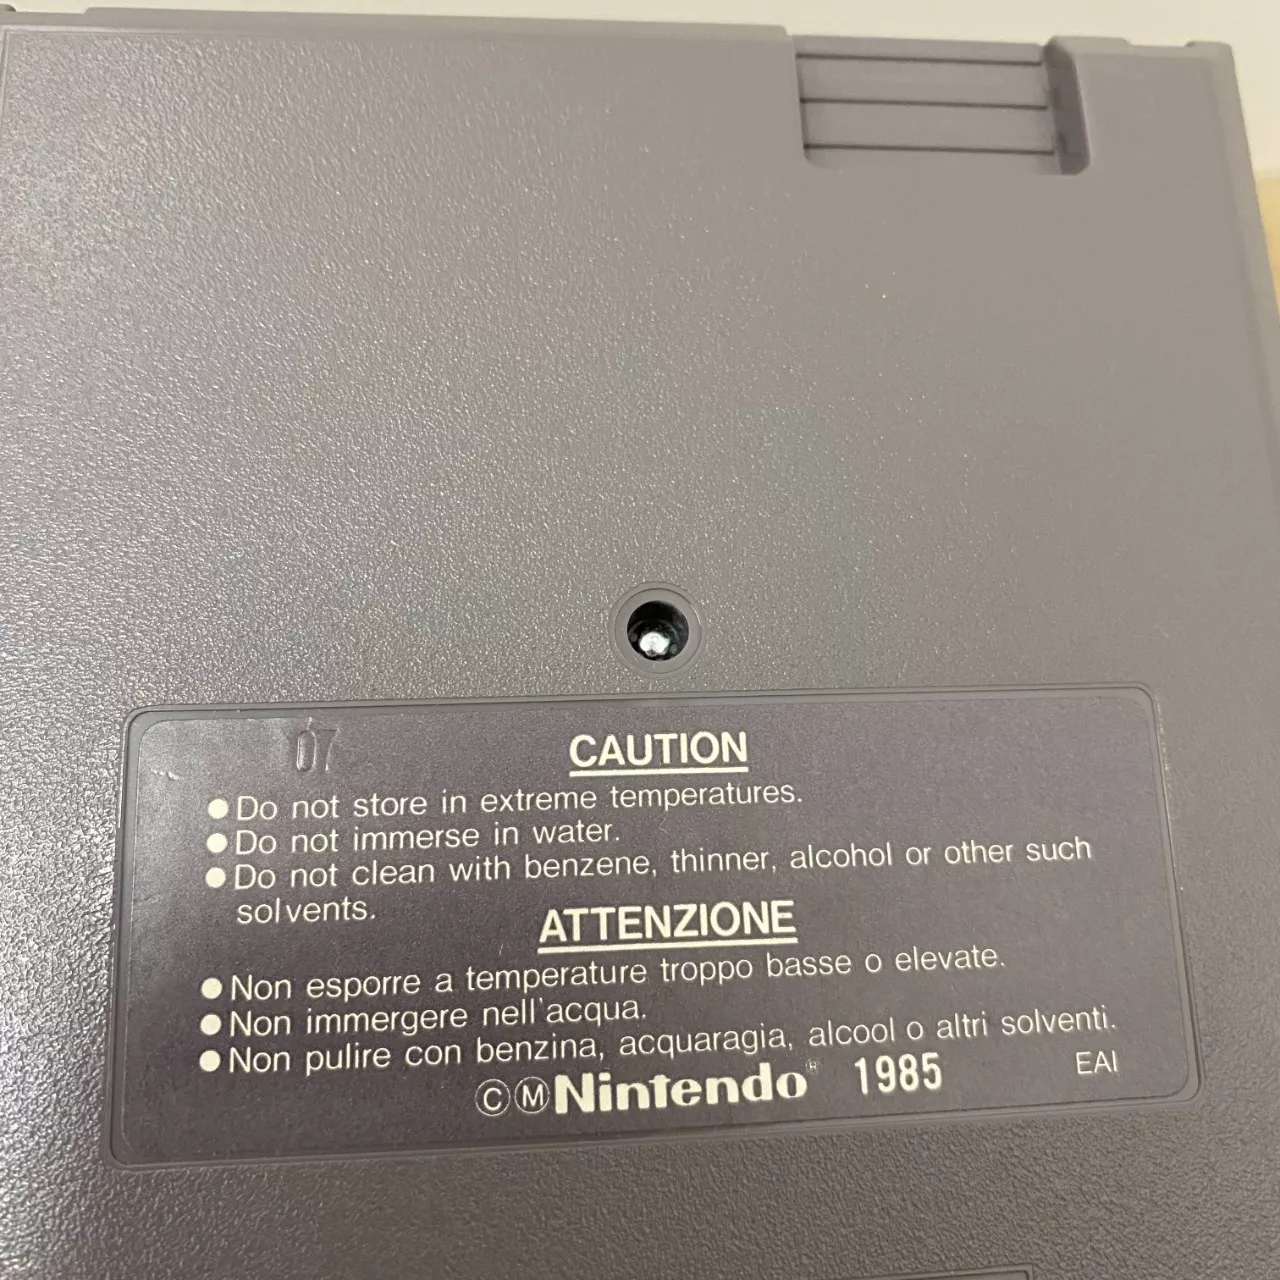 07
CAUTION
●Do not store in extreme temperatures.
●Do not immerse in water.
●Do not clean with benzene, thinner, alcohol or other such
solvents.
ATTENZIONE
●Non esporre a temperature troppo basse o elevate.
●Non immergere nell'acqua.
●Non pulire con benzina, acquaragia, alcool o altri solventi.
ⒸⓂNintendo® 1985 EAI